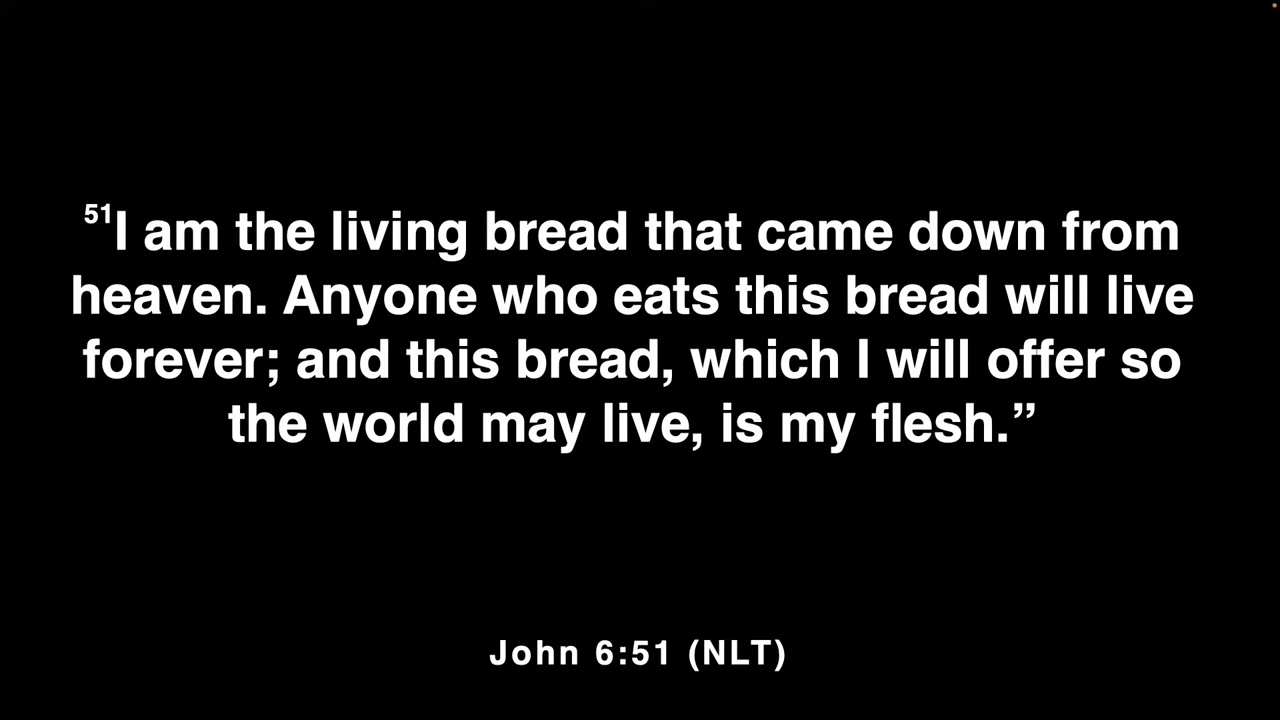 ⁵¹I am the living bread that came down from
heaven. Anyone who eats this bread will live
forever; and this bread, which I will offer so
the world may live, is my flesh.”
John 6:51 (NLT)